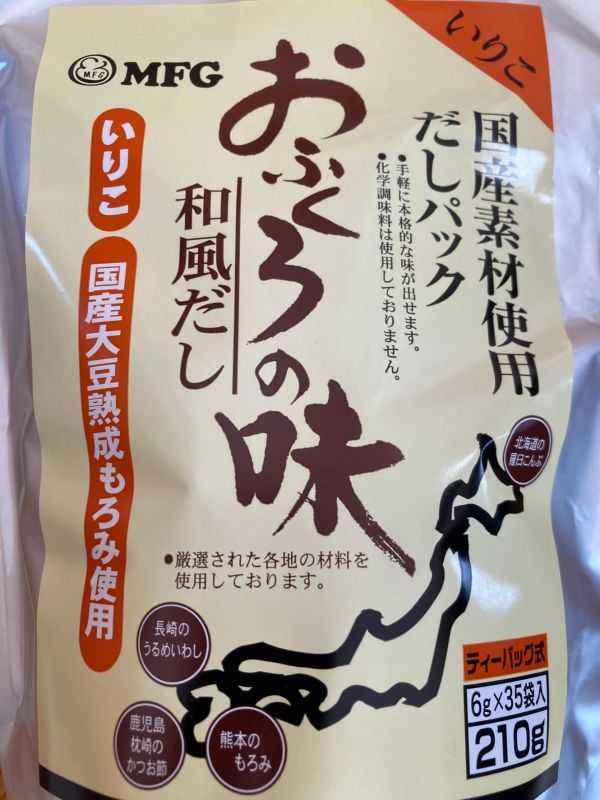 いりこ
MFG
MFG
国産素材使用
だしパック
●手軽に本格的な味が出せます。
●化学調味料は使用しておりません。
おふくろの味
和風だし
いりこ
国産大豆熟成もろみ使用
北海道の
羅臼こんぶ
●厳選された各地の材料を
使用しております。
長崎の
うるめいわし
鹿児島
枕崎の
かつお節
熊本の
もろみ
ティーバッグ式
6g×35袋入
210g